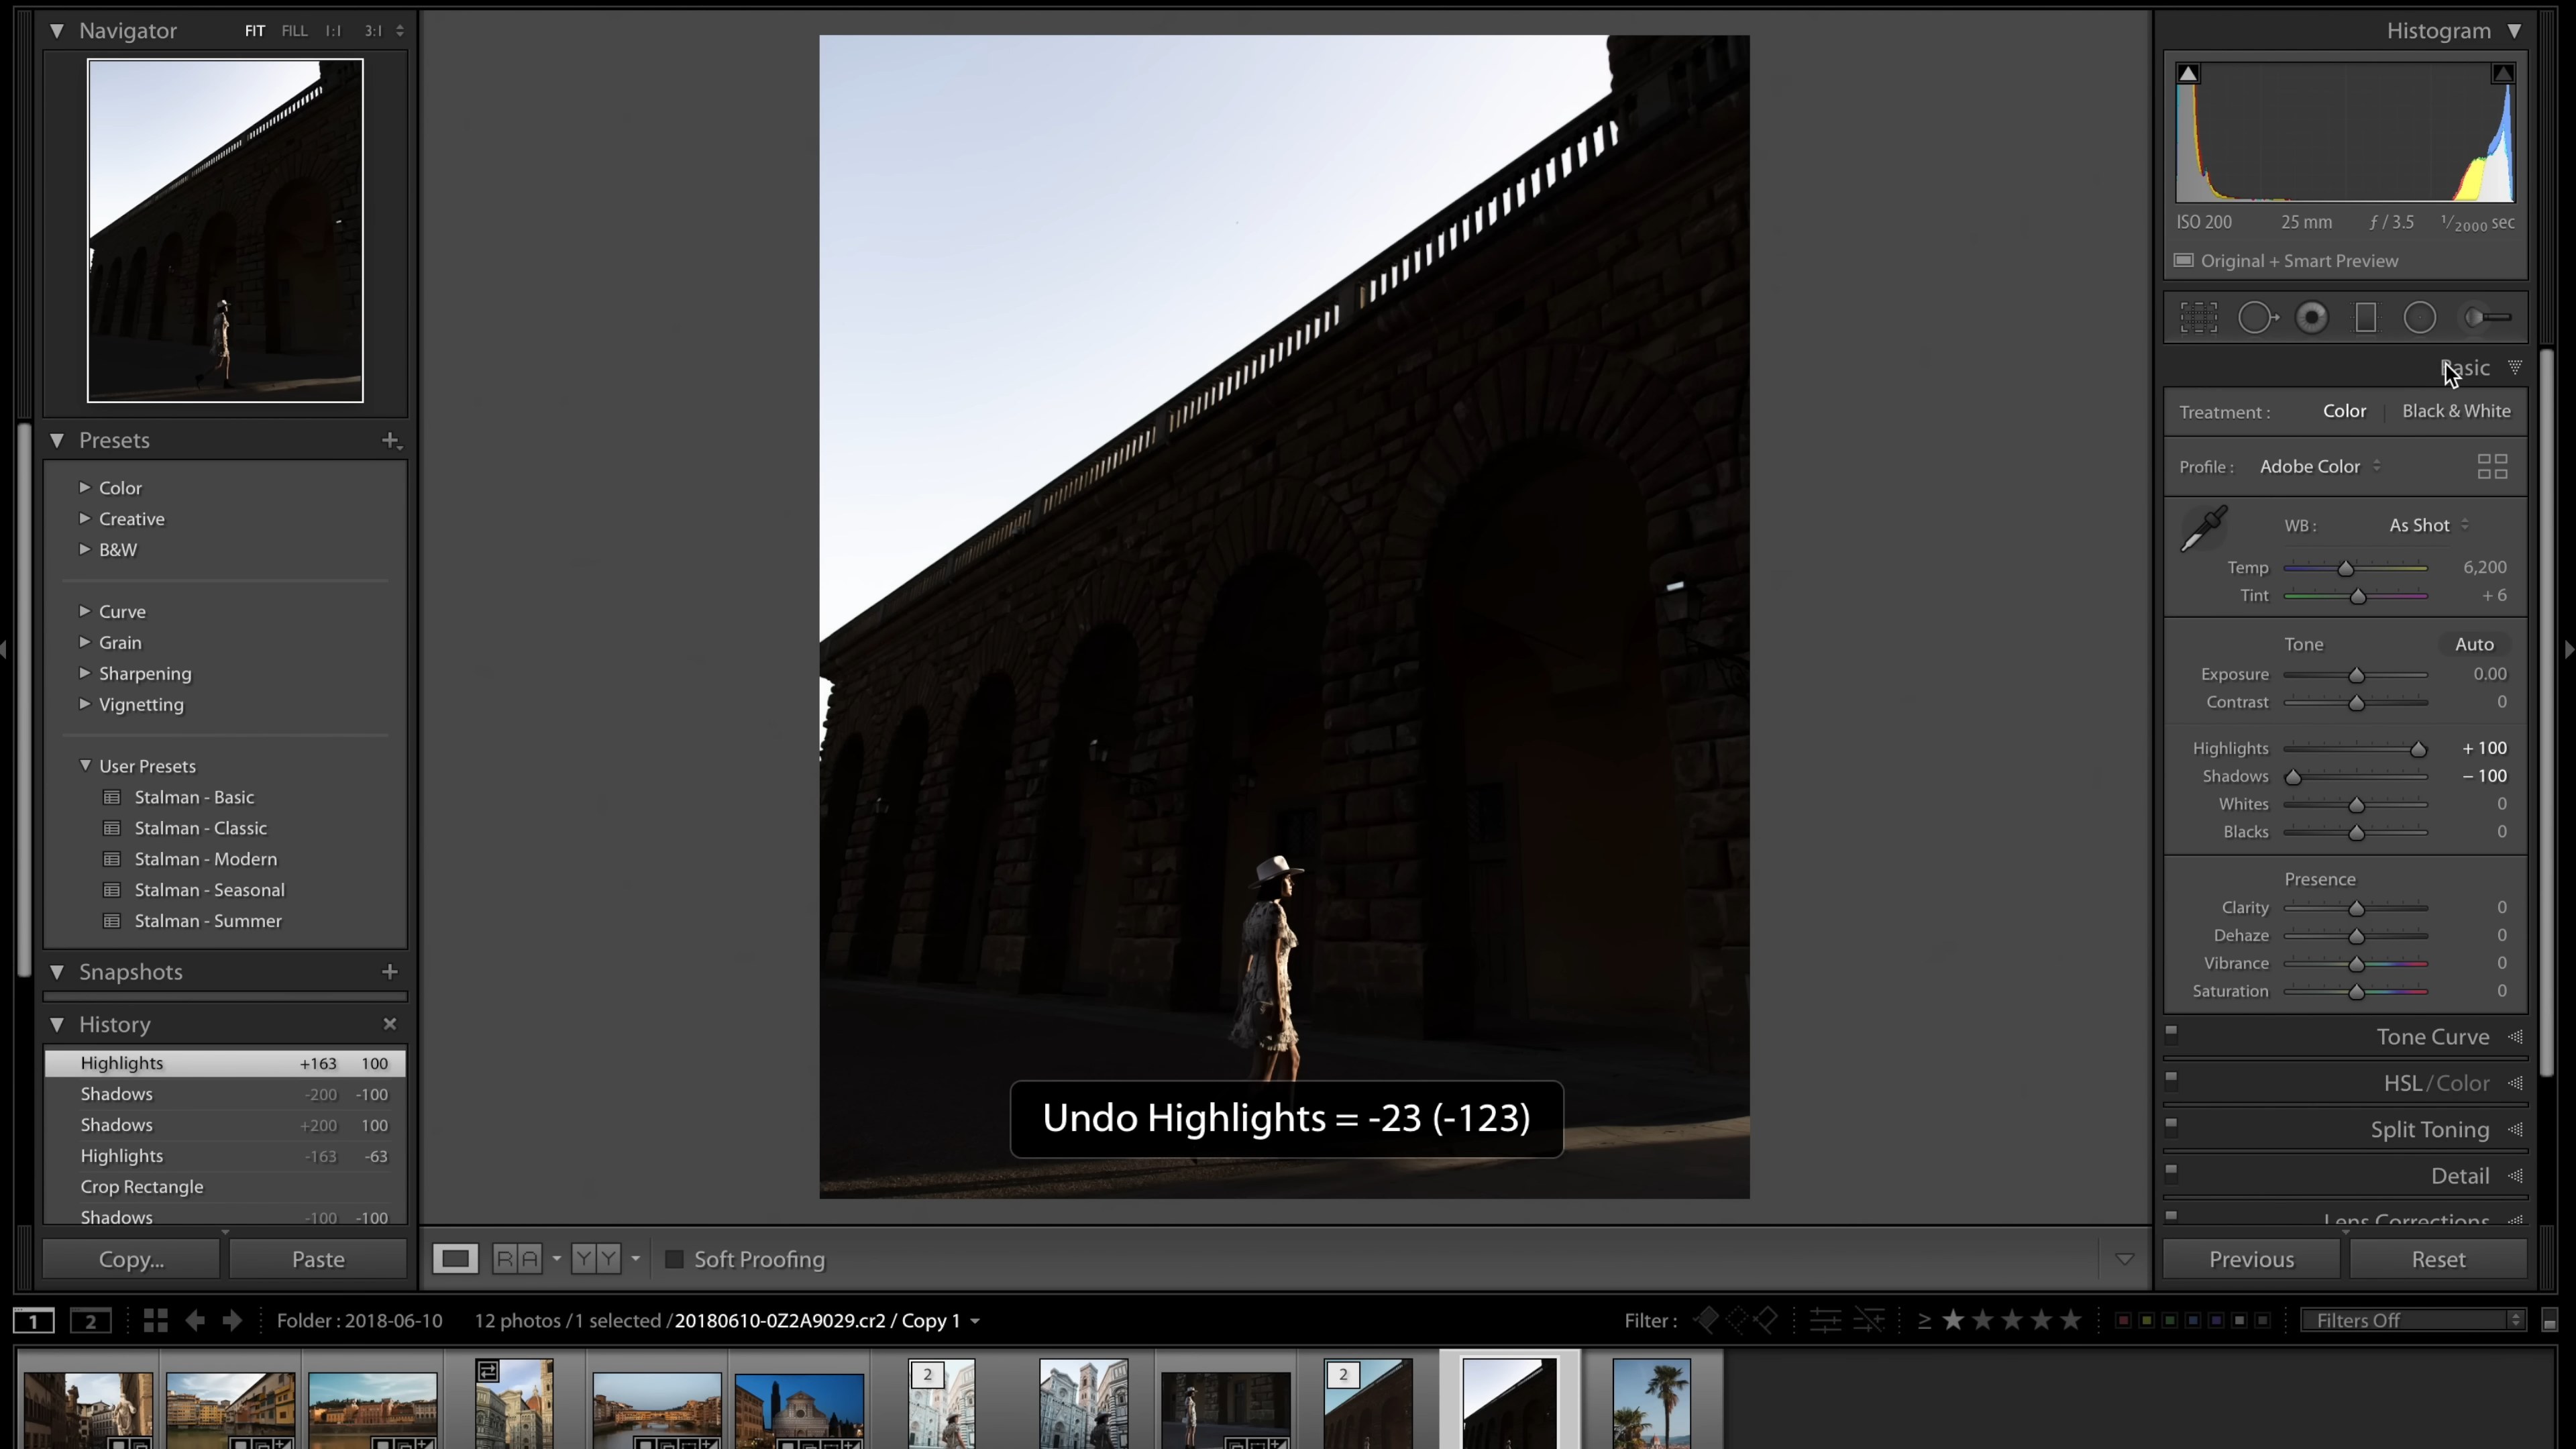 Navigator FIT FILL 1:1 3:1
Presets +
Color
Creative
B&W
Curve
Grain
Sharpening
Vignetting
User Presets
Stalman - Basic
Stalman - Classic
Stalman - Modern
Stalman - Seasonal
Stalman - Summer
Snapshots +
History ×
Highlights +163 100
Shadows -200 -100
Shadows +200 100
Highlights -163 -63
Crop Rectangle
Shadows -100 -100
Copy... Paste
Undo Highlights = -23 (-123)
RA YY Soft Proofing
Histogram
ISO 200 25 mm ƒ / 3.5 1/2000 sec
Original + Smart Preview
Basic
Treatment : Color Black & White
Profile : Adobe Color
WB : As Shot
Temp 6,200
Tint + 6
Tone Auto
Exposure 0.00
Contrast 0
Highlights + 100
Shadows – 100
Whites 0
Blacks 0
Presence
Clarity 0
Dehaze 0
Vibrance 0
Saturation 0
Tone Curve
HSL / Color
Split Toning
Detail
Lens Corrections
Previous Reset
1 2 Folder : 2018-06-10 12 photos / 1 selected / 20180610-0Z2A9029.cr2 / Copy 1 Filter : ≥ ★★★★★ Filters Off
2 2